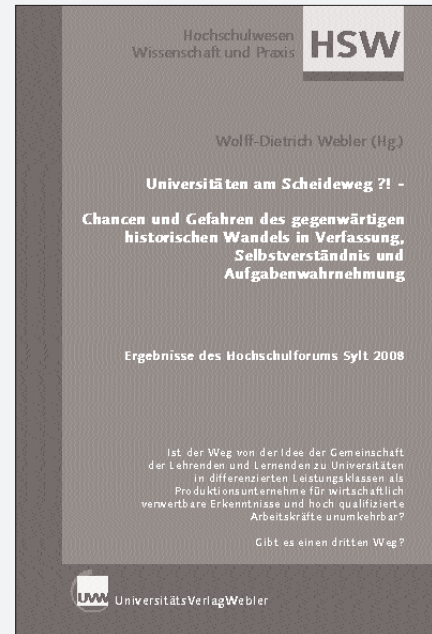 Hochschulwesen
Wissenschaft und Praxis
HSW
Wolff-Dietrich Webler (Hg.)
Universitäten am Scheideweg ?! -
Chancen und Gefahren des gegenwärtigen
historischen Wandels in Verfassung,
Selbstverständnis und
Aufgabenwahrnehmung
Ergebnisse des Hochschulforums Sylt 2008
Ist der Weg von der Idee der Gemeinschaft
der Lehrenden und Lernenden zu Universitäten
in differenzierten Leistungsklassen als
Produktionsunternehme für wirtschaftlich
verwertbare Erkenntnisse und hoch qualifizierte
Arbeitskräfte unumkehrbar?
Gibt es einen dritten Weg?
UVW UniversitätsVerlagWebler